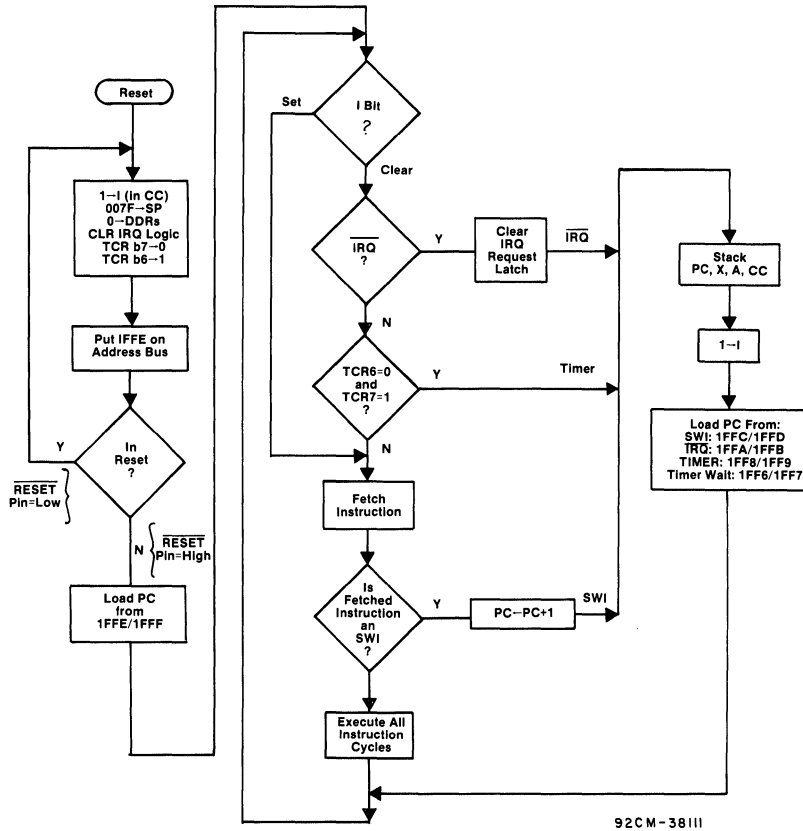 Reset
1→I (in CC)
007F→SP
0→DDRs
CLR IRQ Logic
TCR b7→0
TCR b6→1
Put IFFE on
Address Bus
Y
In
Reset
?
RESET
Pin=Low
N
RESET
Pin=High
Load PC
from
1FFE/1FFF
Set
I Bit
?
Clear
IRQ
?
Y
Clear
IRQ
Request
Latch
IRQ
N
TCR6=0
and
TCR7=1
?
Y
Timer
N
Fetch
Instruction
Is
Fetched
Instruction
an
SWI
?
Y
PC←PC+1
SWI
Execute All
Instruction
Cycles
Stack
PC, X, A, CC
1→I
Load PC From:
SWI: 1FFC/1FFD
IRQ: 1FFA/1FFB
TIMER: 1FF8/1FF9
Timer Wait: 1FF6/1FF7
92CM-38111